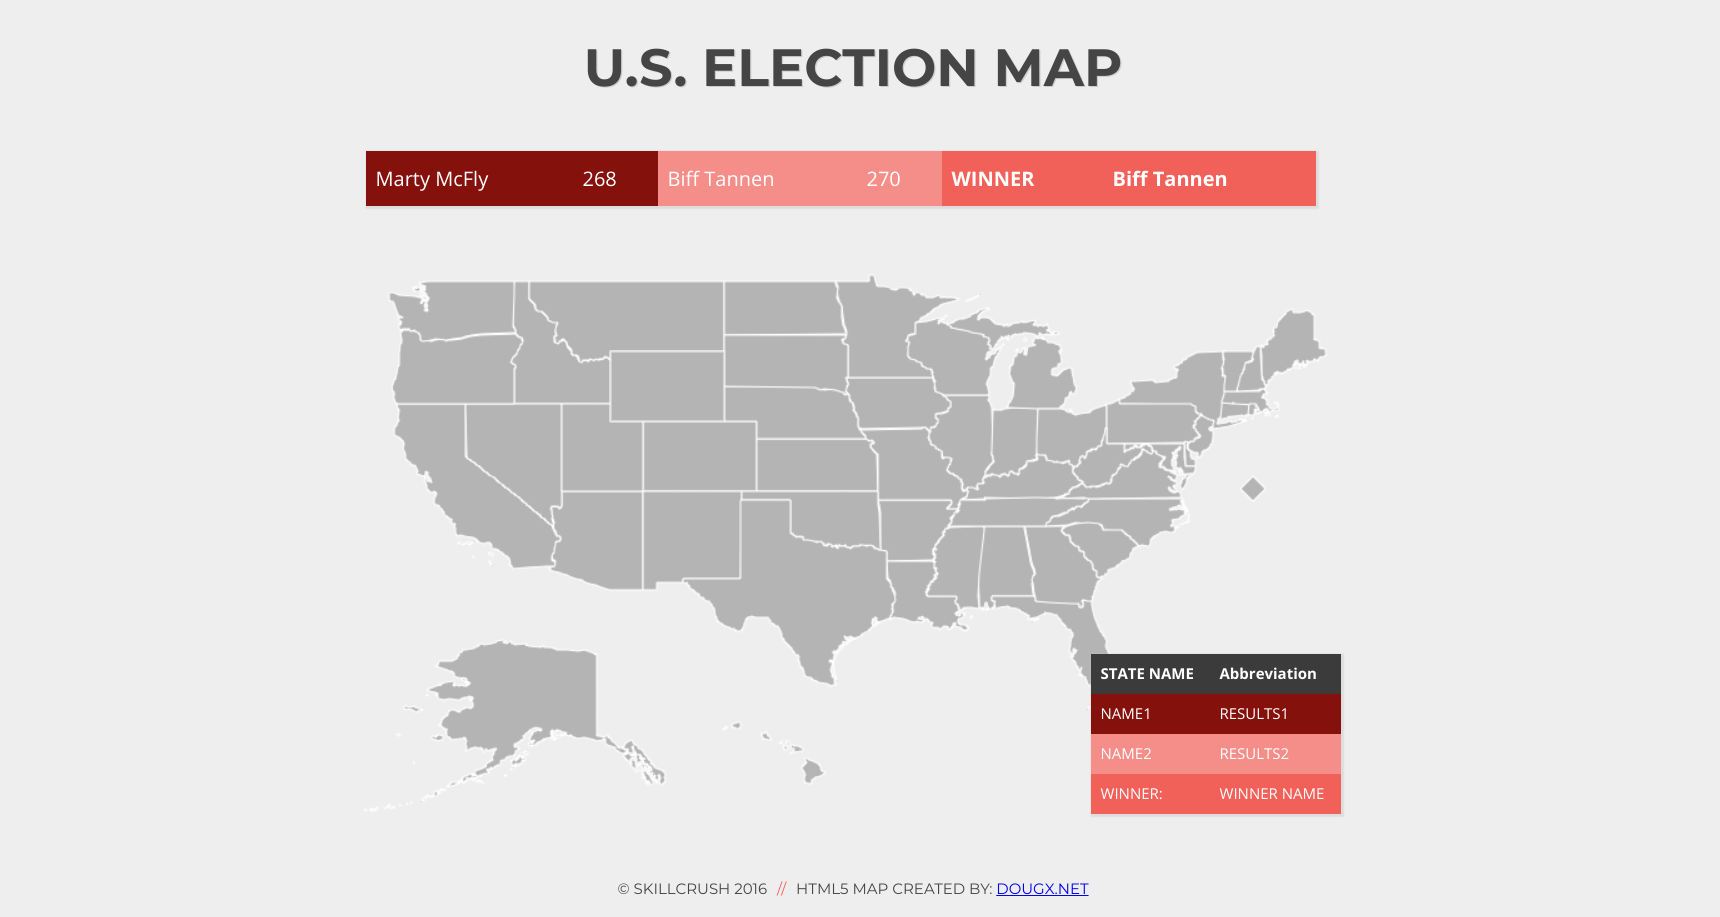 U.S. ELECTION MAP
Marty McFly 268 Biff Tannen 270 WINNER Biff Tannen
STATE NAME Abbreviation
NAME1 RESULTS1
NAME2 RESULTS2
WINNER: WINNER NAME
© SKILLCRUSH 2016 // HTML5 MAP CREATED BY: DOUGX.NET